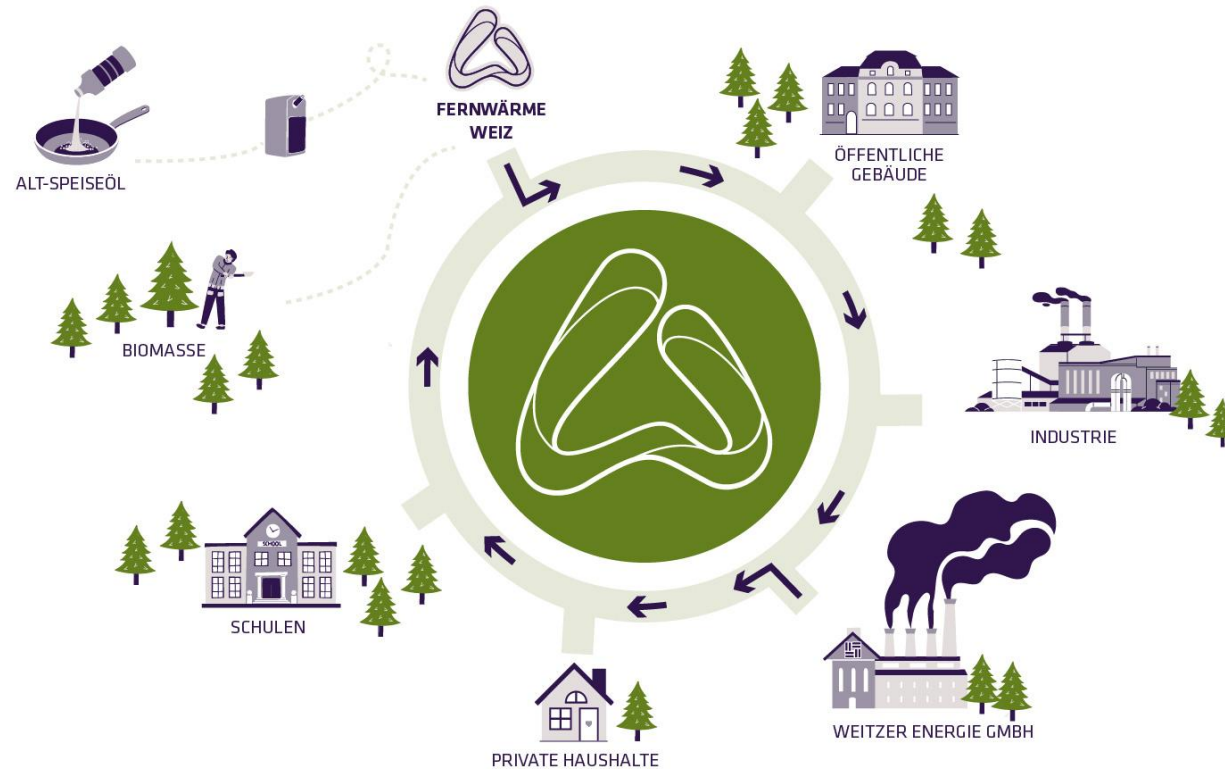 FERNWÄRME
WEIZ
ALT-SPEISEÖL
ÖFFENTLICHE
GEBÄUDE
BIOMASSE
INDUSTRIE
SCHOOL
SCHULEN
WEITZER ENERGIE GMBH
PRIVATE HAUSHALTE